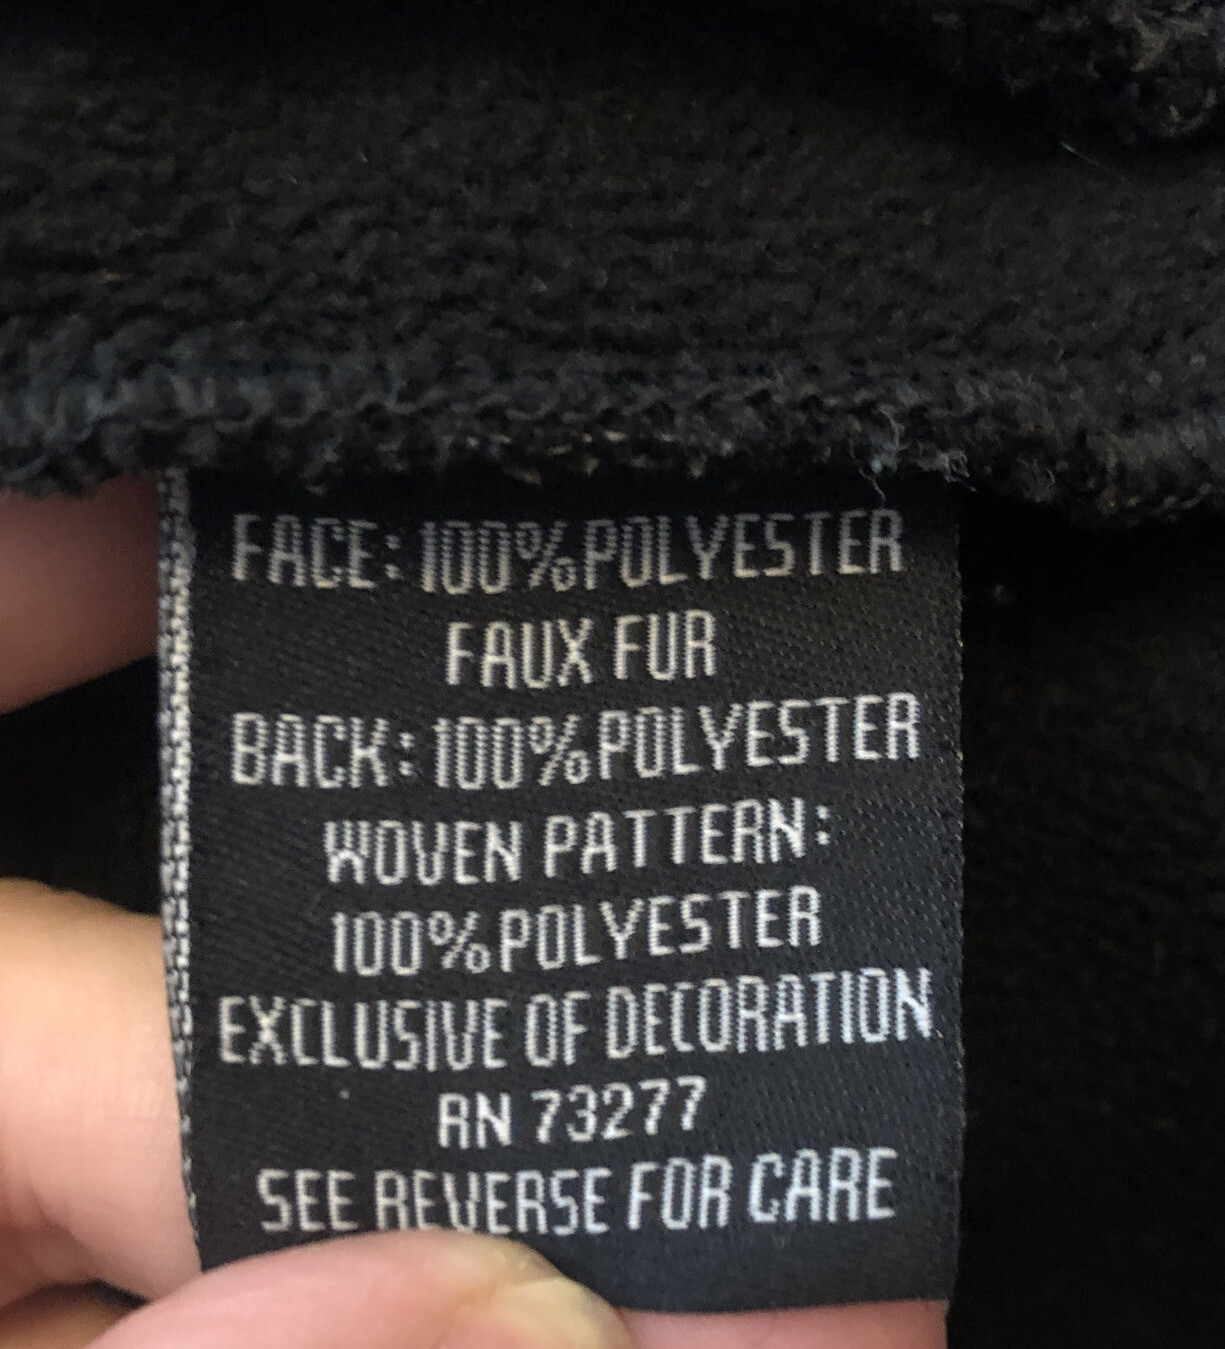 FACE: 100% POLYESTER
FAUX FUR
BACK: 100% POLYESTER
WOVEN PATTERN:
100% POLYESTER
EXCLUSIVE OF DECORATION.
RN 73277
SEE REVERSE FOR CARE